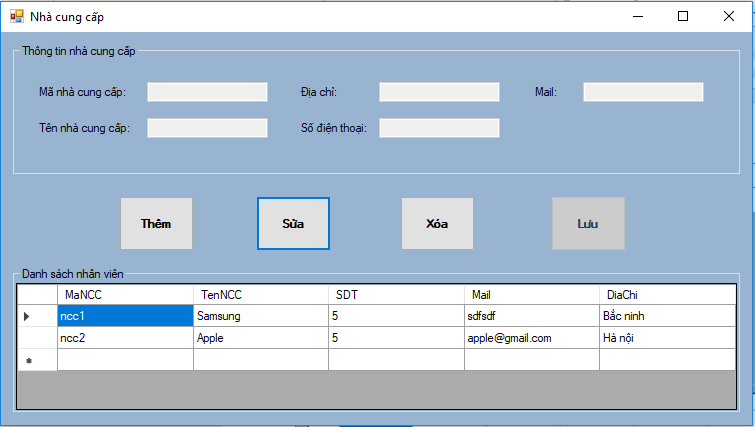 Nhà cung cấp
Thông tin nhà cung cấp
Mã nhà cung cấp: Địa chỉ: Mail:
Tên nhà cung cấp: Số điện thoại:
Thêm Sửa Xóa Lưu
Danh sách nhân viên
MaNCC TenNCC SDT Mail DiaChi
ncc1 Samsung 5 sdfsdf Bắc ninh
ncc2 Apple 5 apple@gmail.com Hà nội